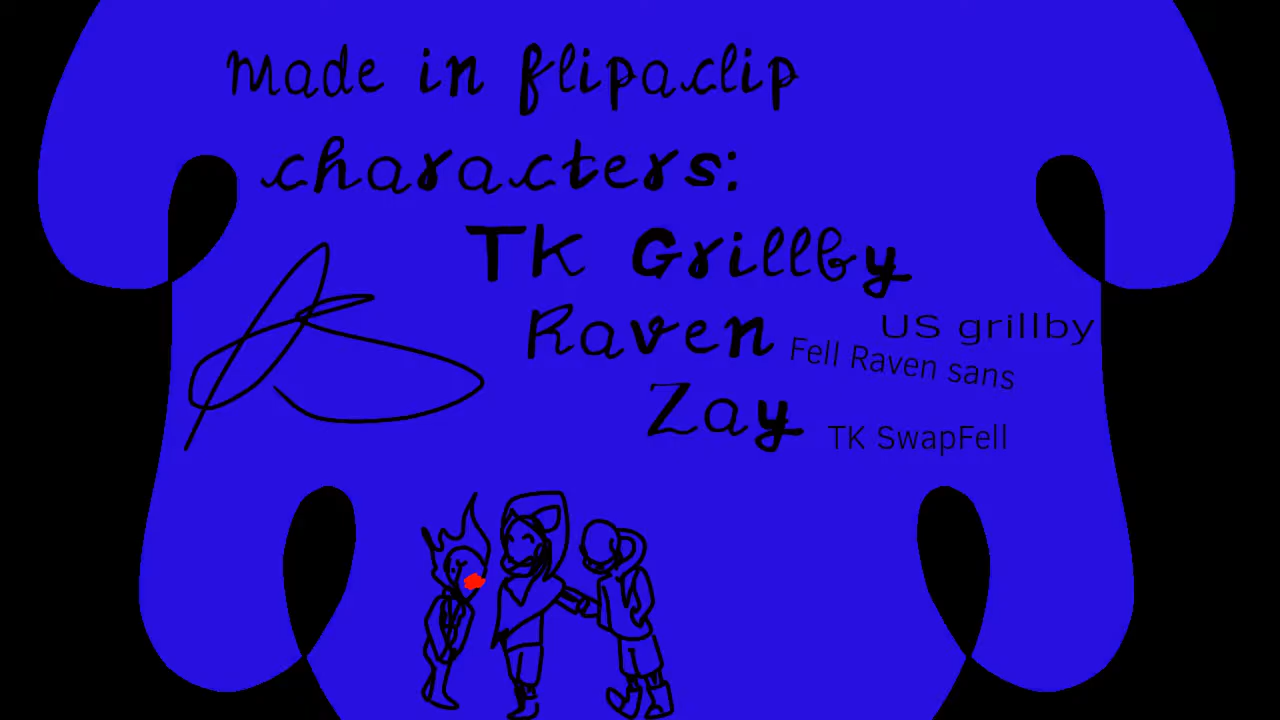 Made in flipaclip
characters:
TK Grillby
US grillby
Raven
Fell Raven sans
Zay
TK SwapFell